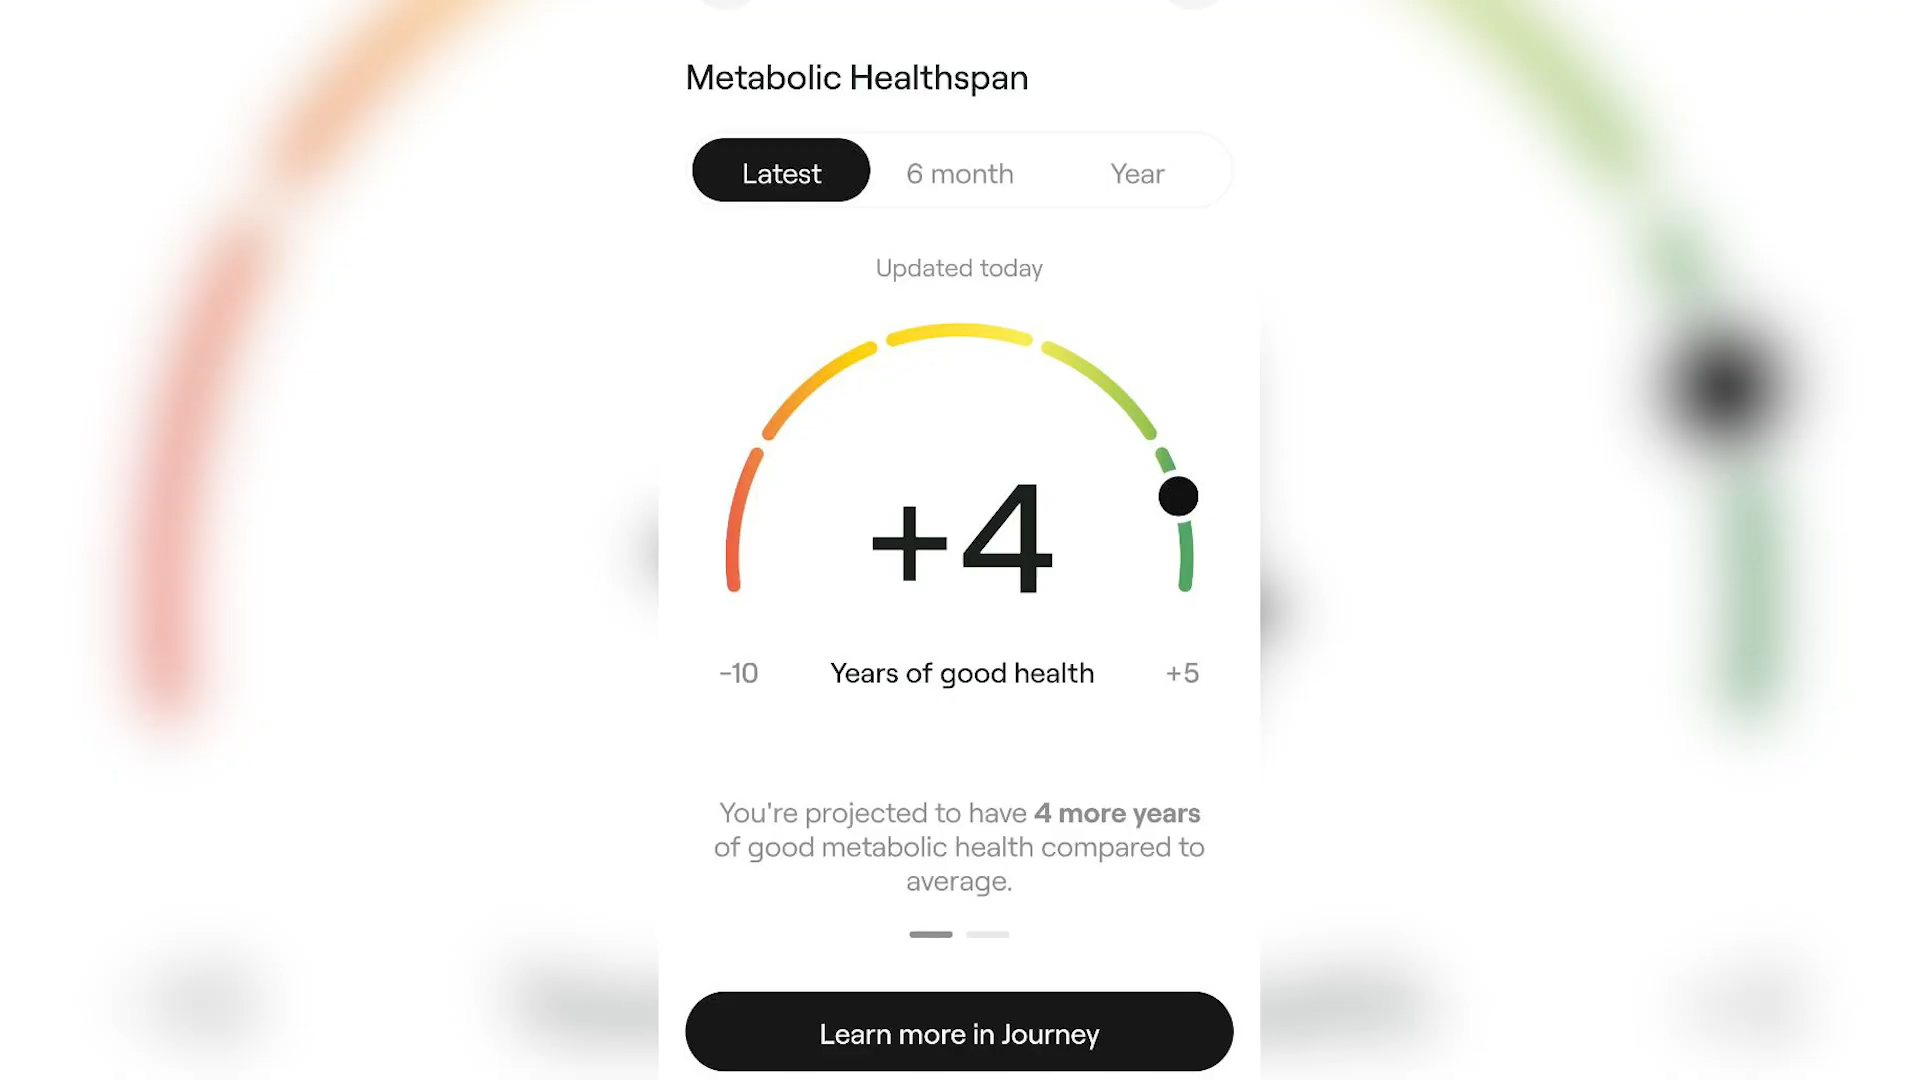 Metabolic Healthspan
Latest 6 month Year
Updated today
+4
-10 Years of good health +5
You're projected to have 4 more years
of good metabolic health compared to
average.
Learn more in Journey